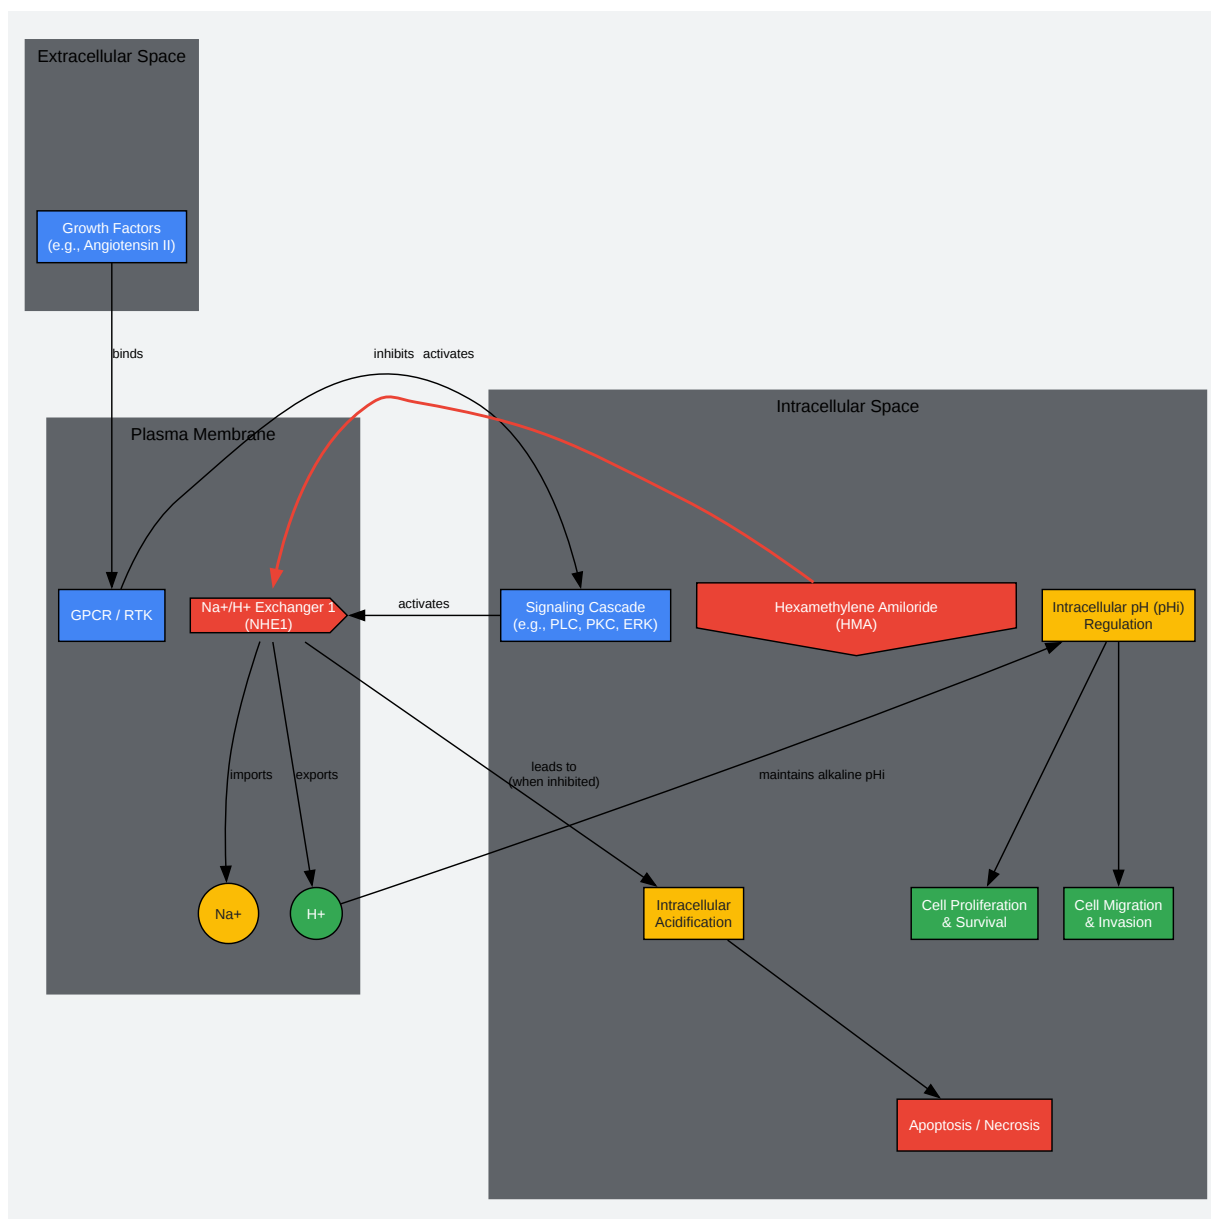 Extracellular Space
Growth Factors
(e.g., Angiotensin II)
binds
inhibits
activates
Intracellular Space
Plasma Membrane
GPCR / RTK
Na+/H+ Exchanger 1
(NHE1)
activates
Signaling Cascade
(e.g., PLC, PKC, ERK)
Hexamethylene Amiloride
(HMA)
Intracellular pH (pHi)
Regulation
imports
exports
leads to
(when inhibited)
maintains alkaline pHi
Na+
H+
Intracellular
Acidification
Cell Proliferation
& Survival
Cell Migration
& Invasion
Apoptosis / Necrosis